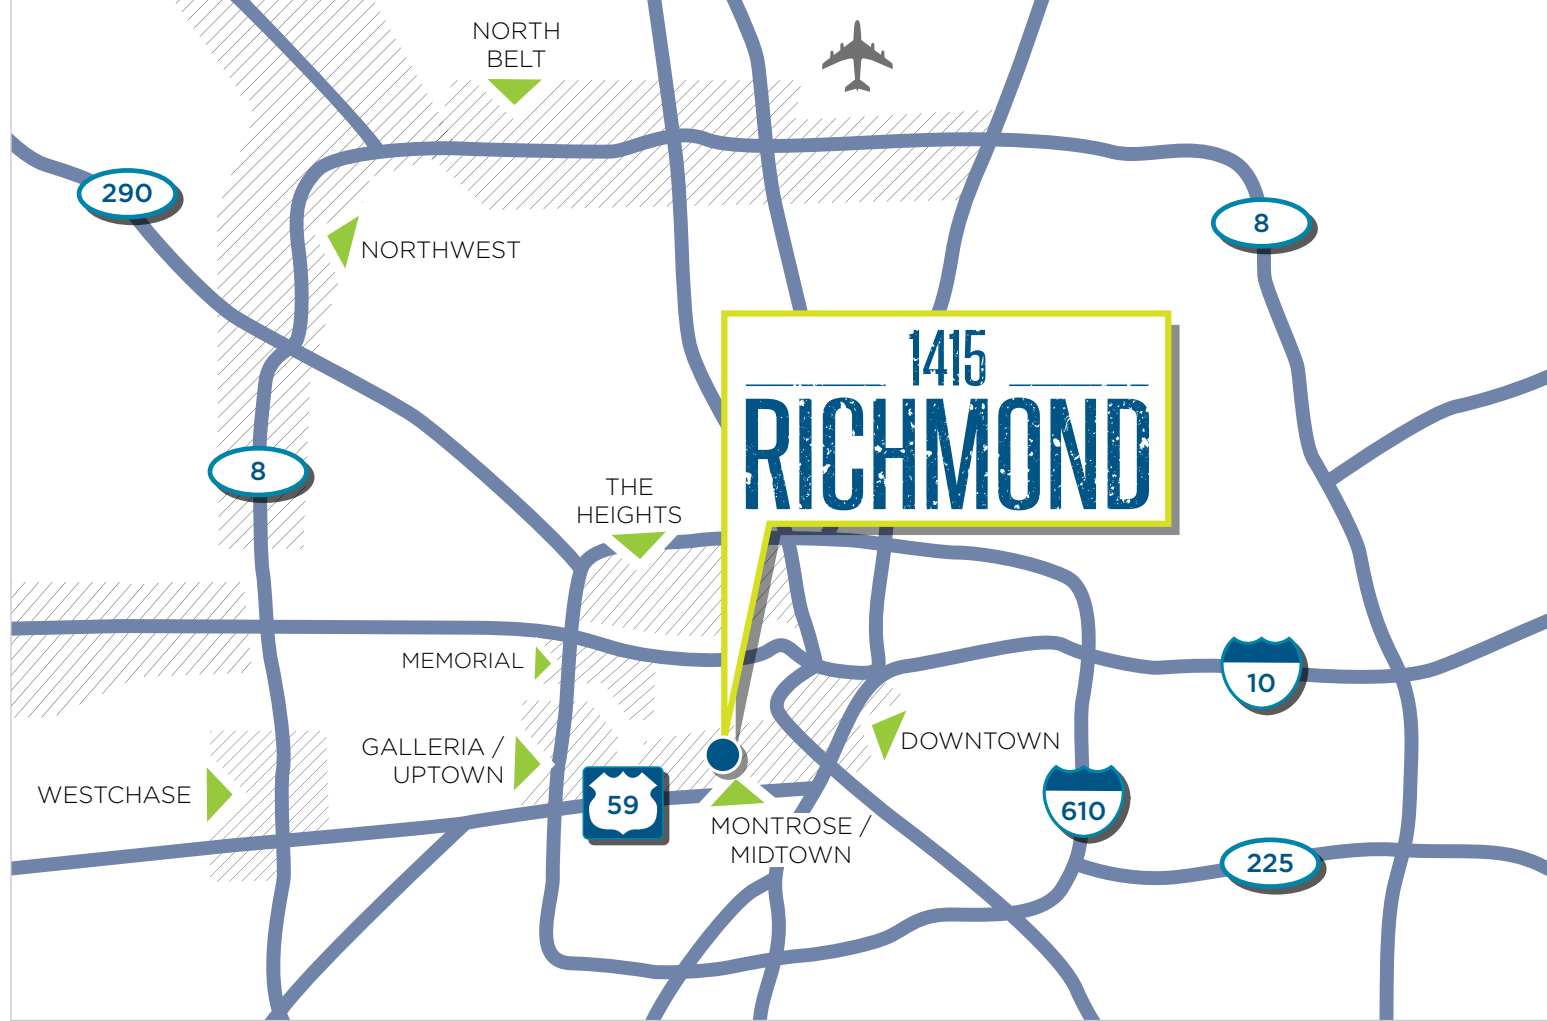 NORTH
BELT
290
8
NORTHWEST
1415
RICHMOND
8
THE
HEIGHTS
MEMORIAL
10
GALLERIA /
UPTOWN
DOWNTOWN
WESTCHASE
59
610
MONTROSE /
MIDTOWN
225